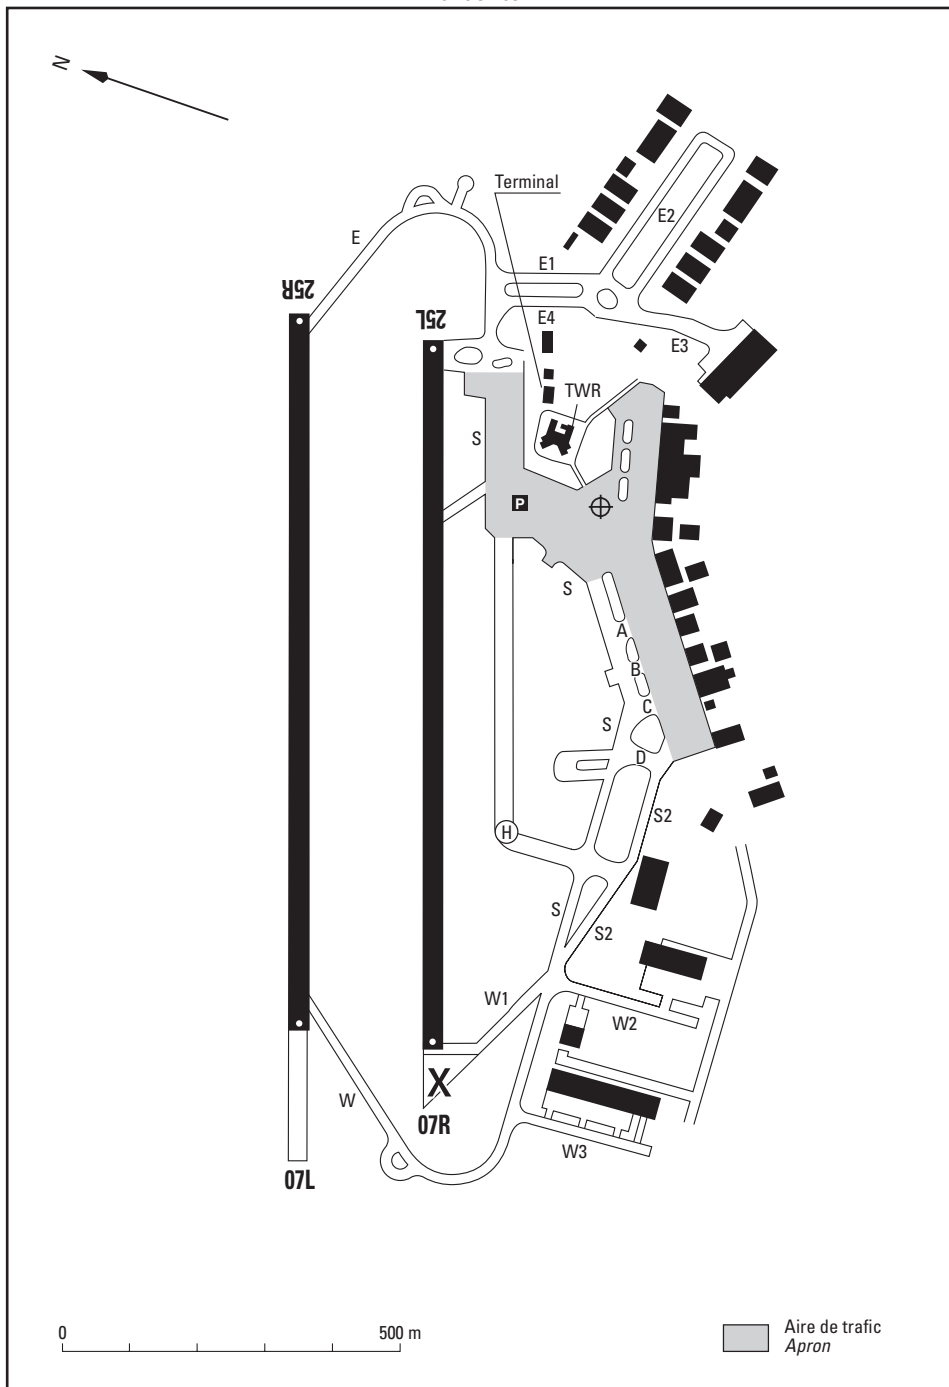 N
Terminal
E
E2
E1
25R
25L
E4
E3
TWR
S
P
S
A
B
C
S
D
S2
H
S
S2
W1
W2
X
W
07R
W3
07L
0
500 m
Aire de trafic
Apron